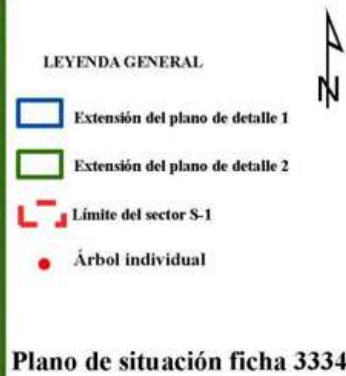 N
LEYENDA GENERAL
Extensión del plano de detalle 1
Extensión del plano de detalle 2
Límite del sector S-1
Árbol individual
Plano de situación ficha 3334